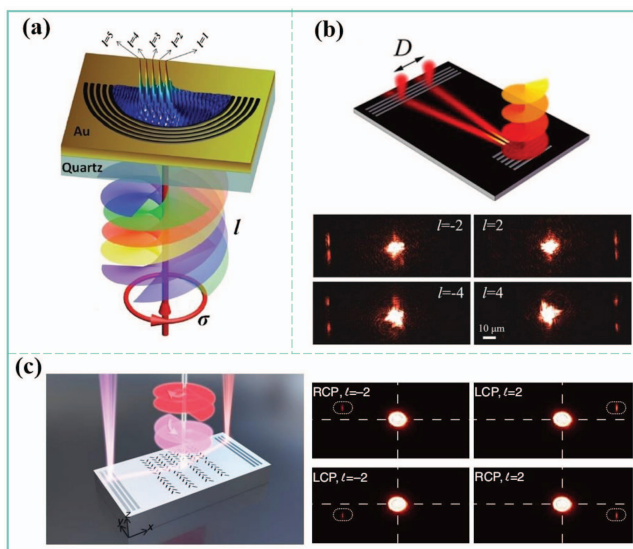 (a)
l=5
l=4
l=3
l=2
l=1
Au
Quartz
l
σ
(b)
D
l=-2
l=2
l=-4
l=4
10 μm
(c)
z
y
x
RCP, ℓ=−2
LCP, ℓ=2
LCP, ℓ=−2
RCP, ℓ=2